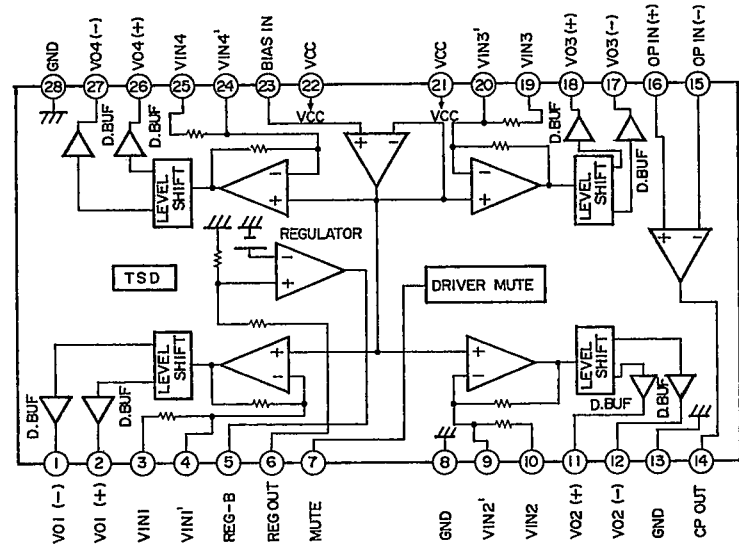 GND
VO4 (-)
VO4 (+)
VIN4
VIN4'
BIAS IN
VCC
VCC
VIN3'
VIN3
VO3 (+)
VO3 (-)
OP IN (+)
OP IN (-)
28 27 26 25 24 23 22 21 20 19 18 17 16 15
VCC
VCC
D.BUF
D.BUF
D.BUF
D.BUF
+ -
LEVEL SHIFT
-
+
-
+
LEVEL SHIFT
+ -
REGULATOR
-
+
TSD
DRIVER MUTE
LEVEL SHIFT
+
-
+
-
LEVEL SHIFT
D.BUF
D.BUF
D.BUF
D.BUF
1 2 3 4 5 6 7 8 9 10 11 12 13 14
VO1 (-)
VO1 (+)
VIN1
VIN1'
REG-B
REG OUT
MUTE
GND
VIN2'
VIN2
VO2 (+)
VO2 (-)
GND
CP OUT